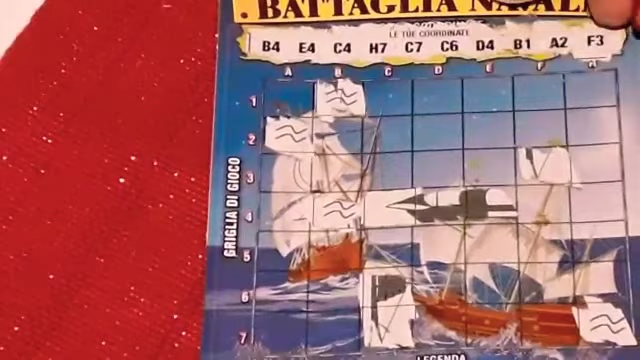 . BATTAGLIA NAVAL
LE TUE COORDINATE
B4 E4 C4 H7 C7 C6 D4 B1 A2 F3
A B C D E F G
1
2
3
4
5
6
7
GRIGLIA DI GIOCO
LEGENDA